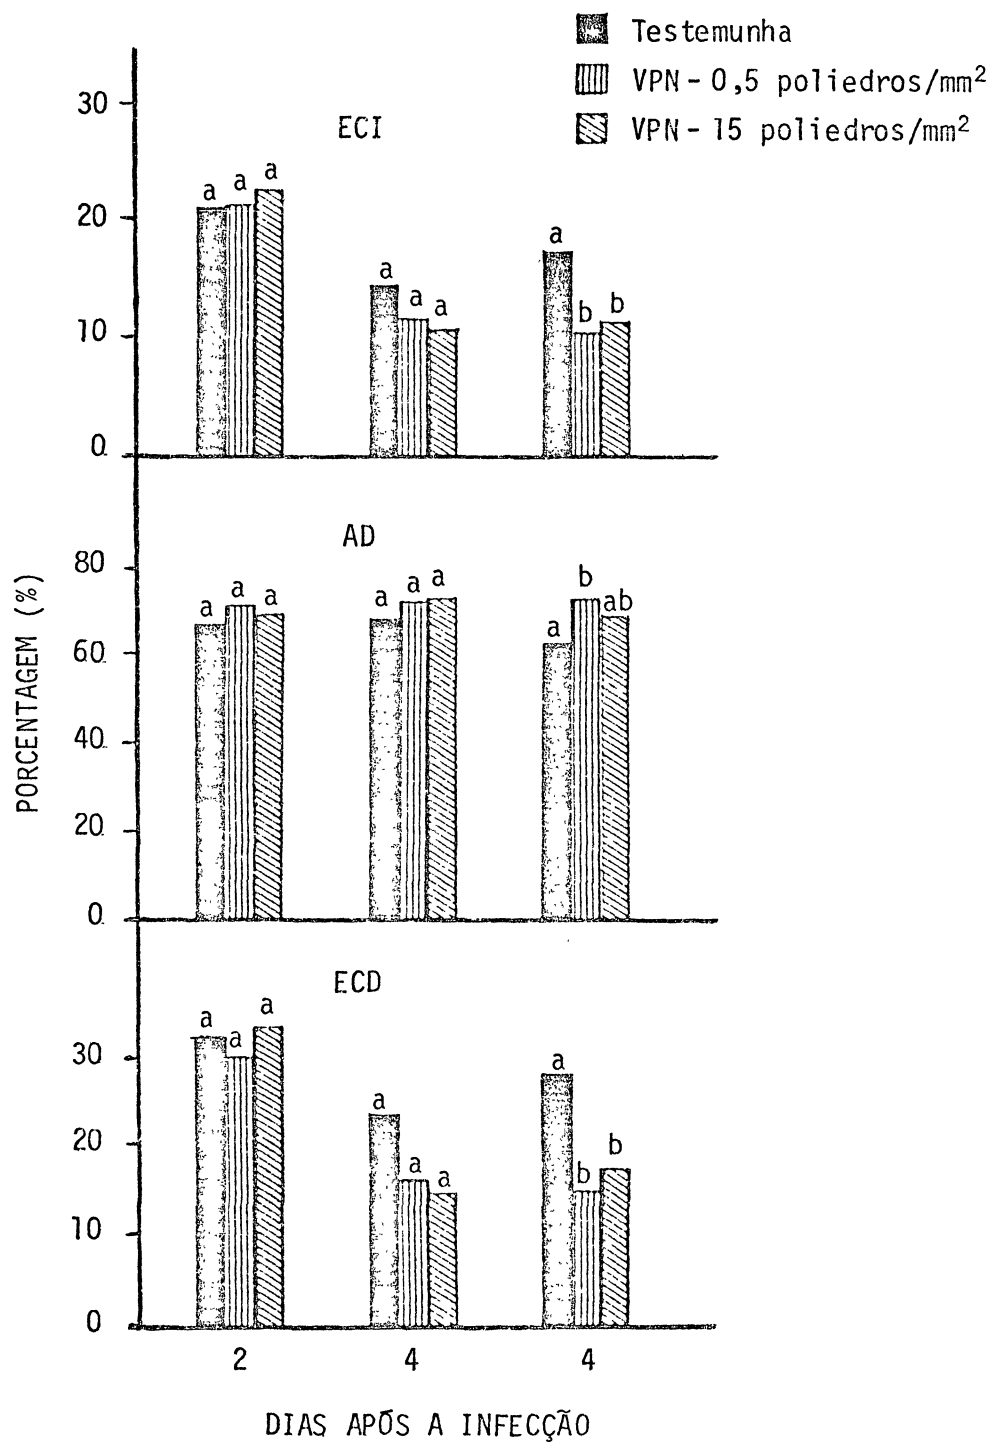 Testemunha
VPN - 0,5 poliedros/mm²
VPN - 15 poliedros/mm²
ECI
30
20
10
0
a a a
a a a
a b b
AD
PORCENTAGEM (%)
80
60
40
20
0
a a a
a a a
a b ab
ECD
30
20
10
0
a a a
a a a
a b b
2 4 4
DIAS APÓS A INFECÇÃO